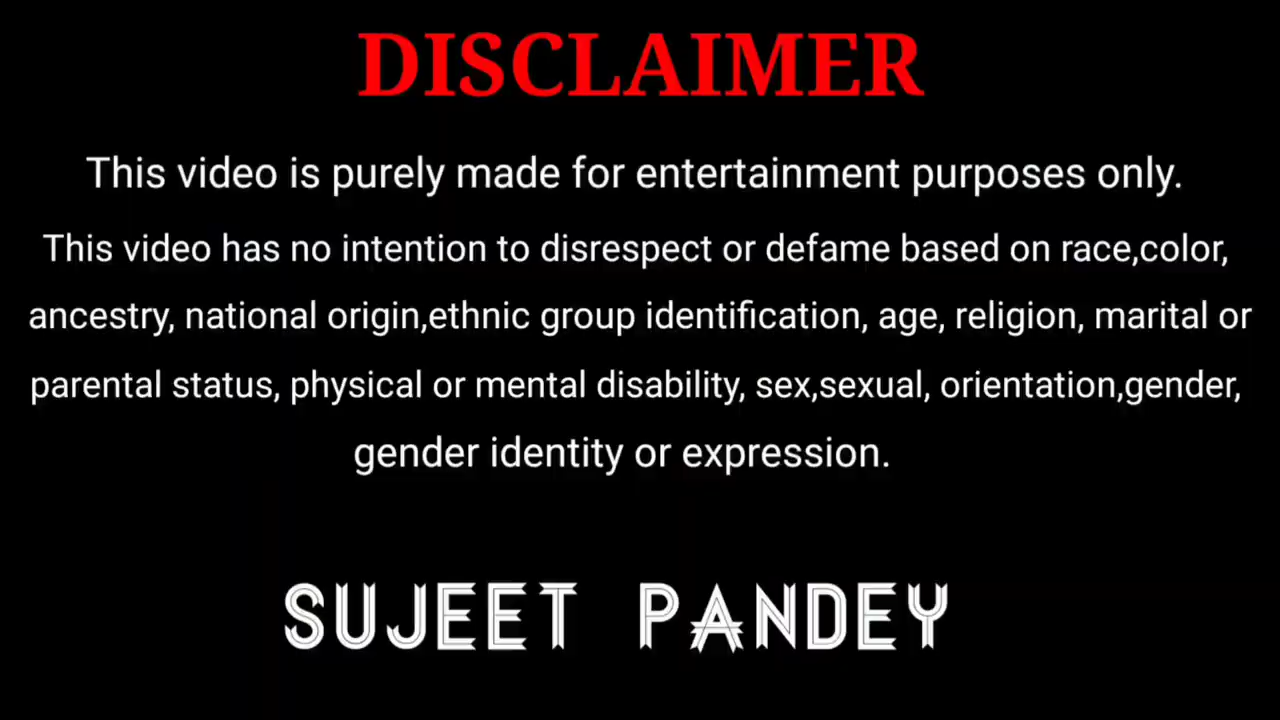 DISCLAIMER
This video is purely made for entertainment purposes only.
This video has no intention to disrespect or defame based on race,color,
ancestry, national origin,ethnic group identification, age, religion, marital or
parental status, physical or mental disability, sex,sexual, orientation,gender,
gender identity or expression.
SUJEET PANDEY